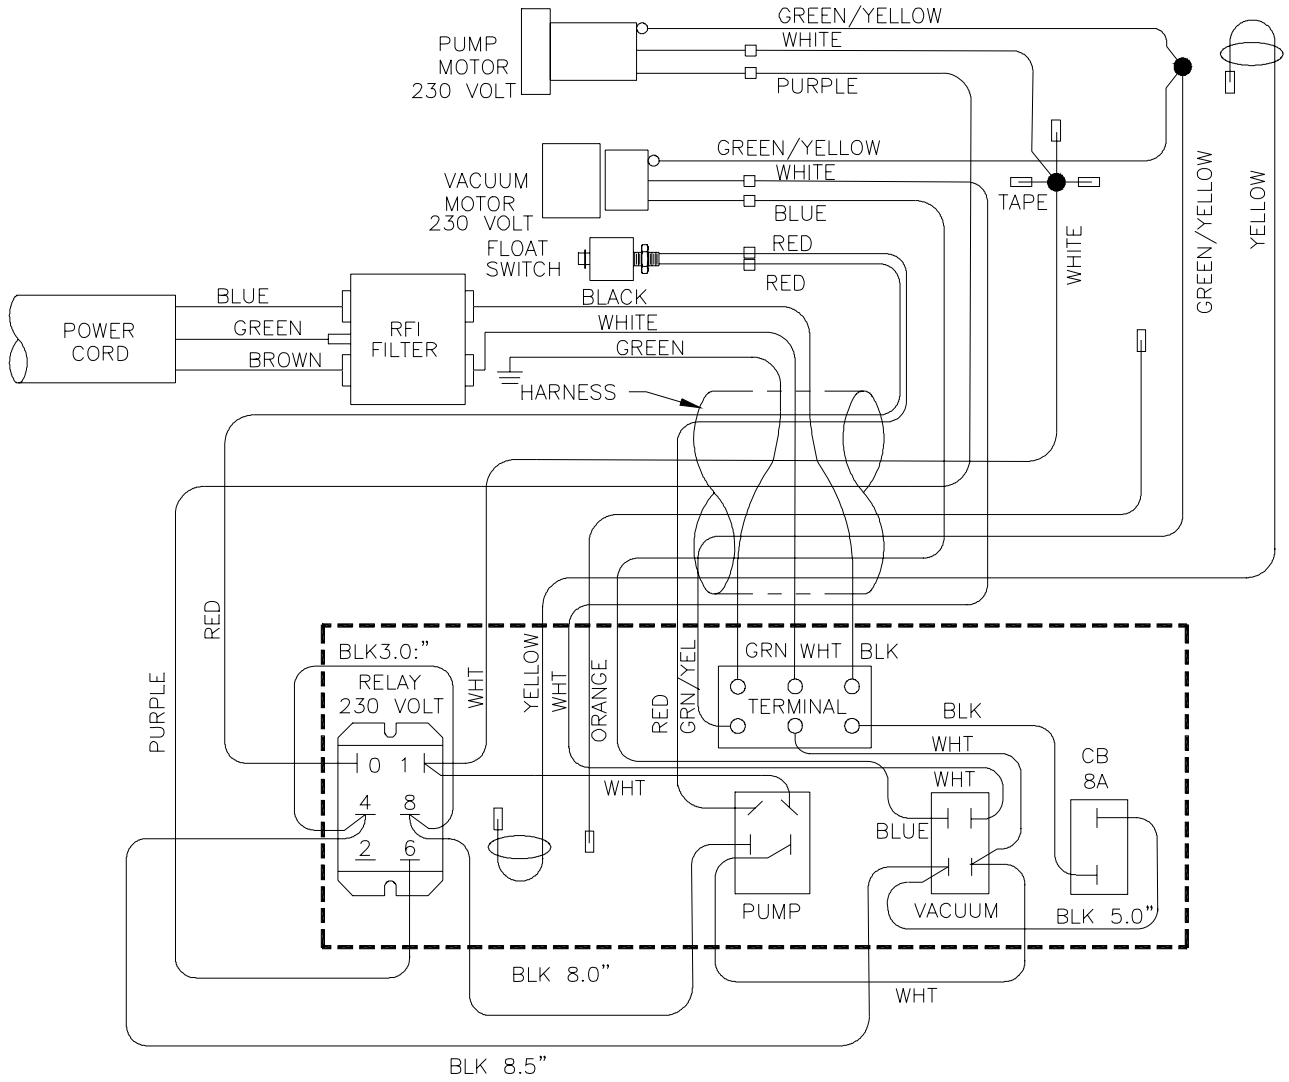 GREEN/YELLOW
PUMP
MOTOR
230 VOLT
WHITE
PURPLE
GREEN/YELLOW
VACUUM
MOTOR
230 VOLT
WHITE
BLUE
TAPE
WHITE
GREEN/YELLOW
YELLOW
FLOAT
SWITCH
RED
RED
POWER
CORD
BLUE
GREEN
BROWN
RFI
FILTER
BLACK
WHITE
GREEN
HARNESS
RED
PURPLE
BLK3.0:"
RELAY
230 VOLT
WHT
YELLOW
WHT
ORANGE
RED
GRN/YEL
GRN
WHT
BLK
TERMINAL
BLK
WHT
WHT
CB
8A
0
1
4
8
2
6
WHT
BLUE
PUMP
VACUUM
BLK 5.0"
BLK 8.0"
WHT
BLK 8.5"